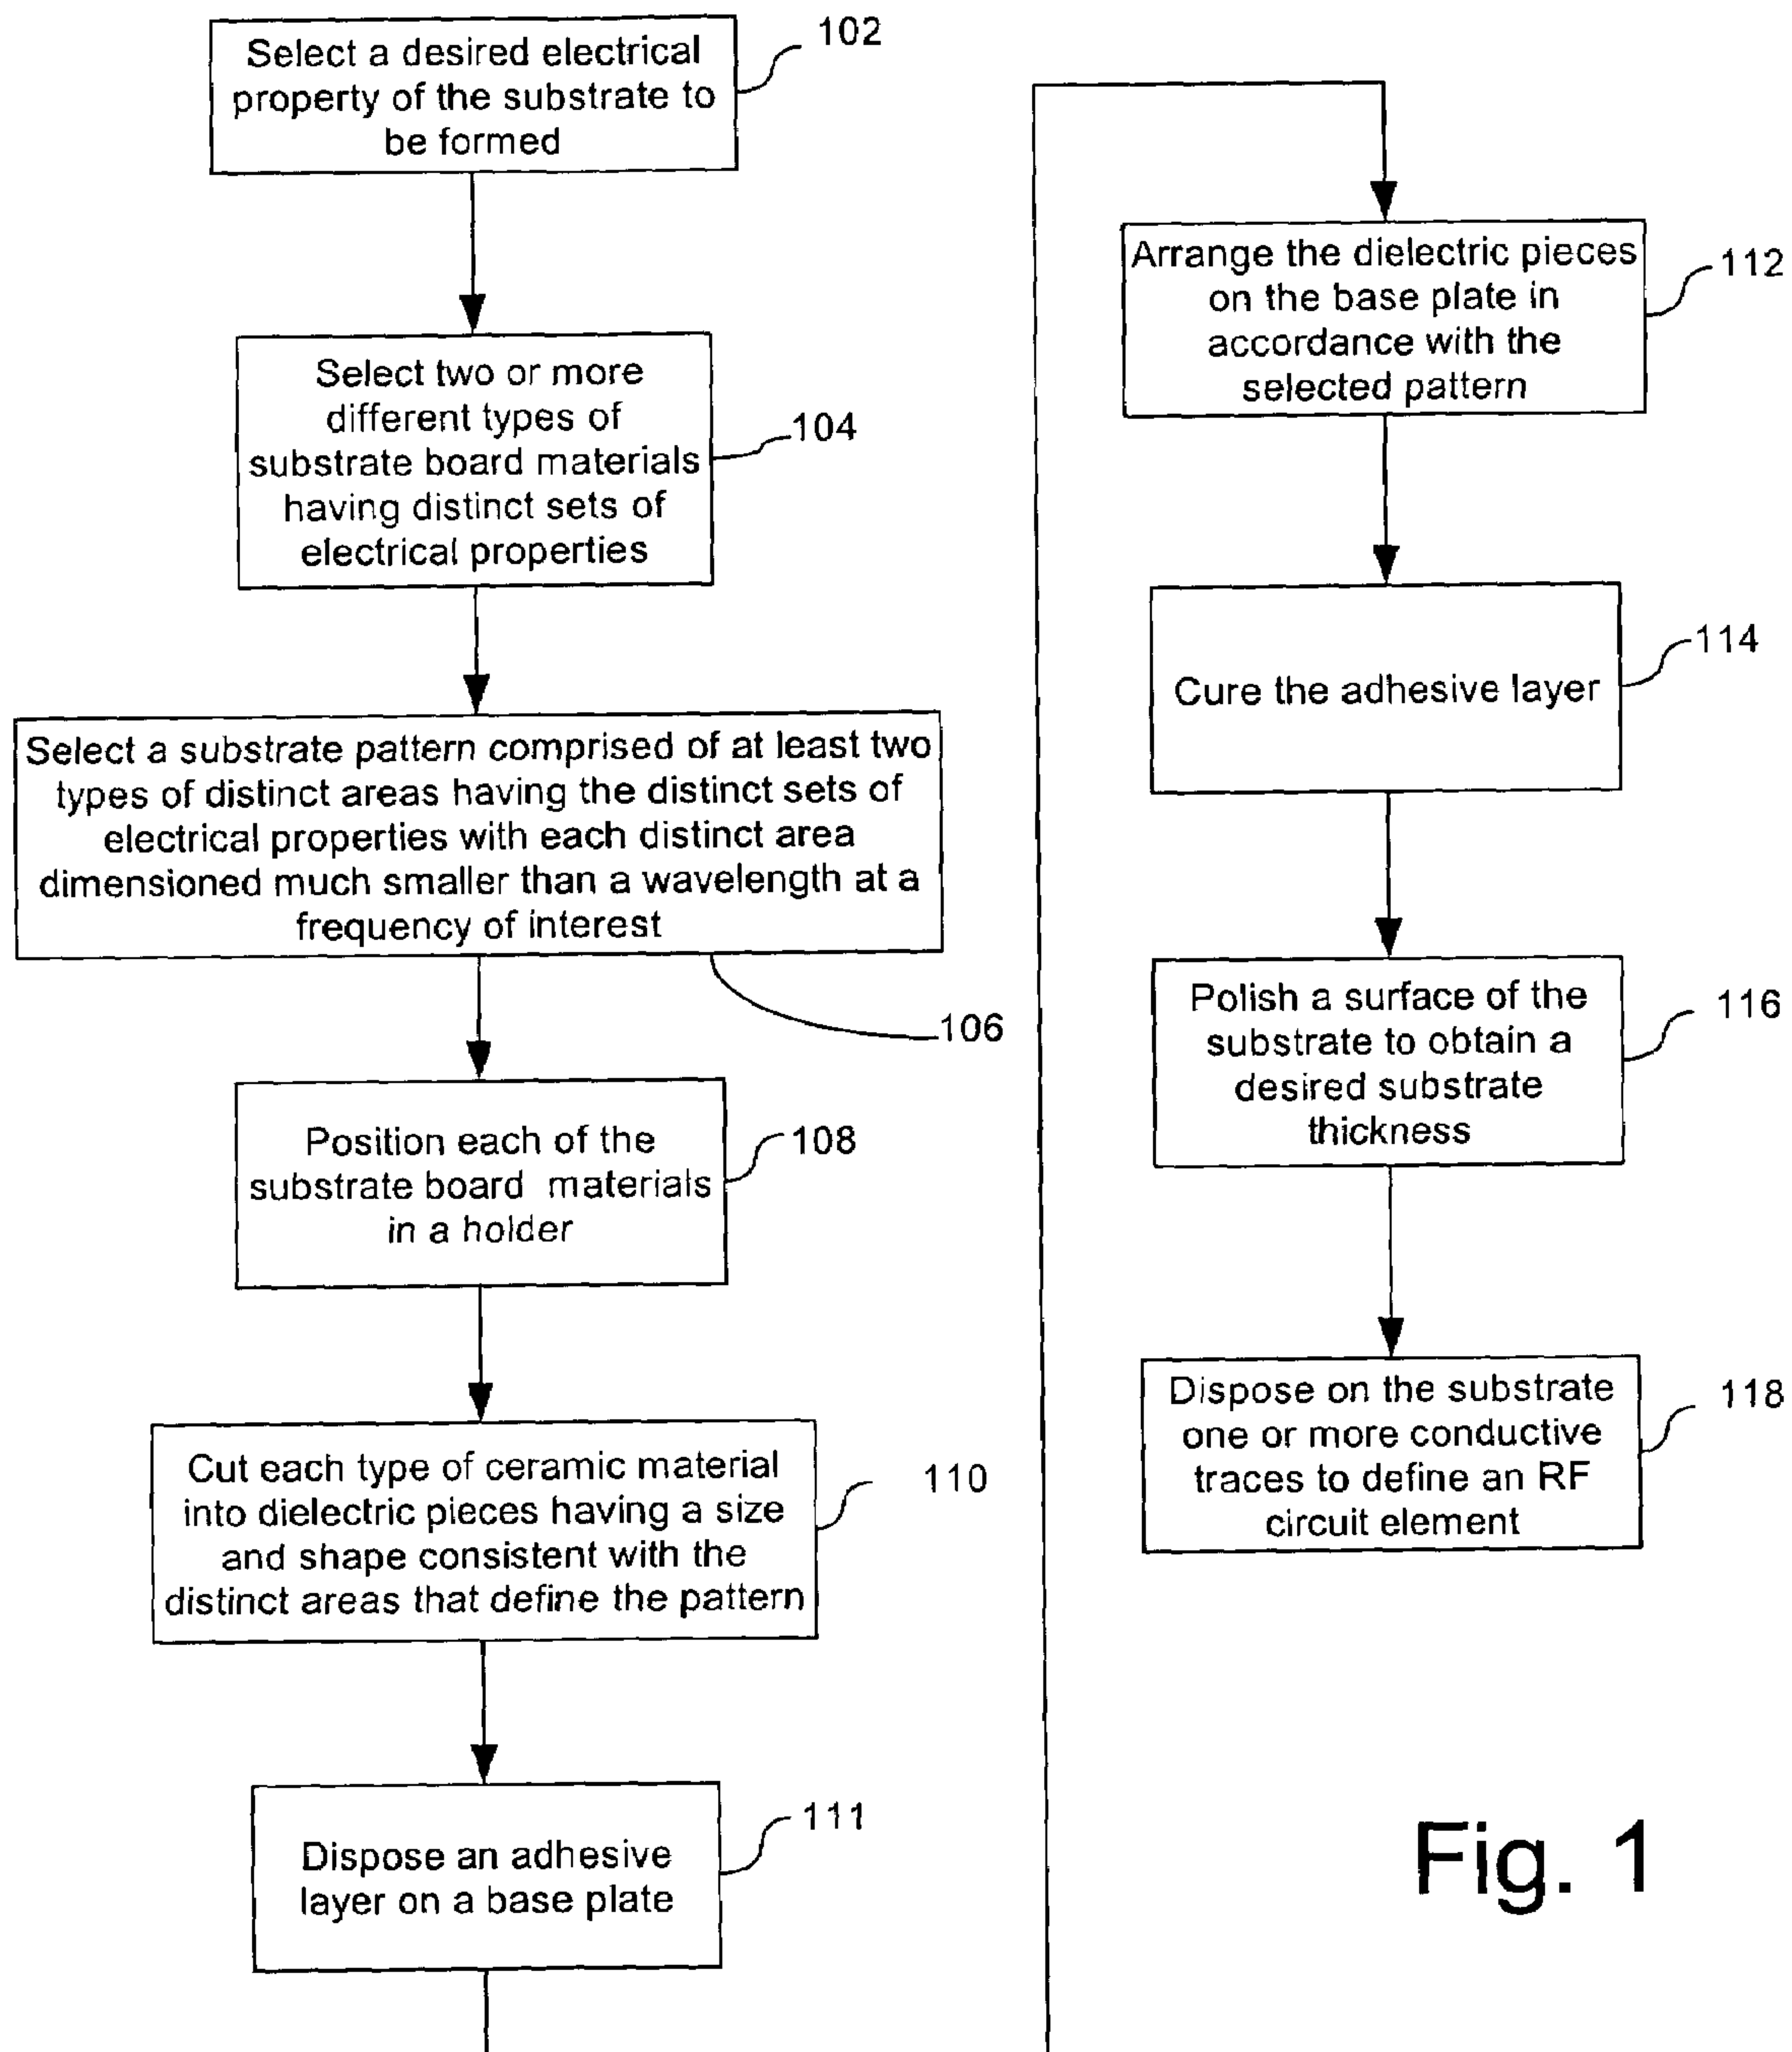 Select a desired electrical
property of the substrate to
be formed
102
Select two or more
different types of
substrate board materials
having distinct sets of
electrical properties
104
Select a substrate pattern comprised of at least two
types of distinct areas having the distinct sets of
electrical properties with each distinct area
dimensioned much smaller than a wavelength at a
frequency of interest
106
Position each of the
substrate board materials
in a holder
108
Cut each type of ceramic material
into dielectric pieces having a size
and shape consistent with the
distinct areas that define the pattern
110
Dispose an adhesive
layer on a base plate
111
Arrange the dielectric pieces
on the base plate in
accordance with the
selected pattern
112
Cure the adhesive layer
114
Polish a surface of the
substrate to obtain a
desired substrate
thickness
116
Dispose on the substrate
one or more conductive
traces to define an RF
circuit element
118
Fig. 1